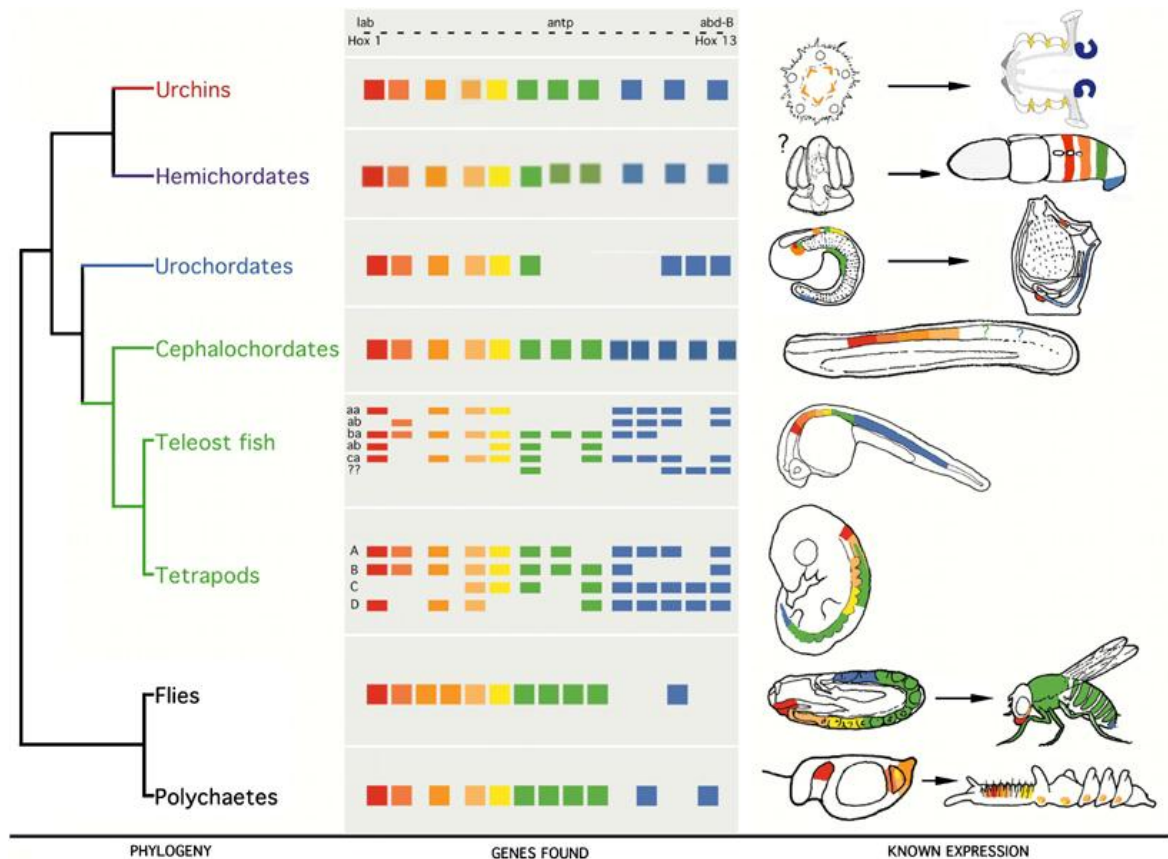 lab antp abd-B
Hox 1 Hox 13
Urchins
?
Hemichordates
Urochordates
Cephalochordates
? ?
aa
ab
ba
Teleost fish
ab
ca
??
A
B
Tetrapods
C
D
Flies
Polychaetes
PHYLOGENY GENES FOUND KNOWN EXPRESSION